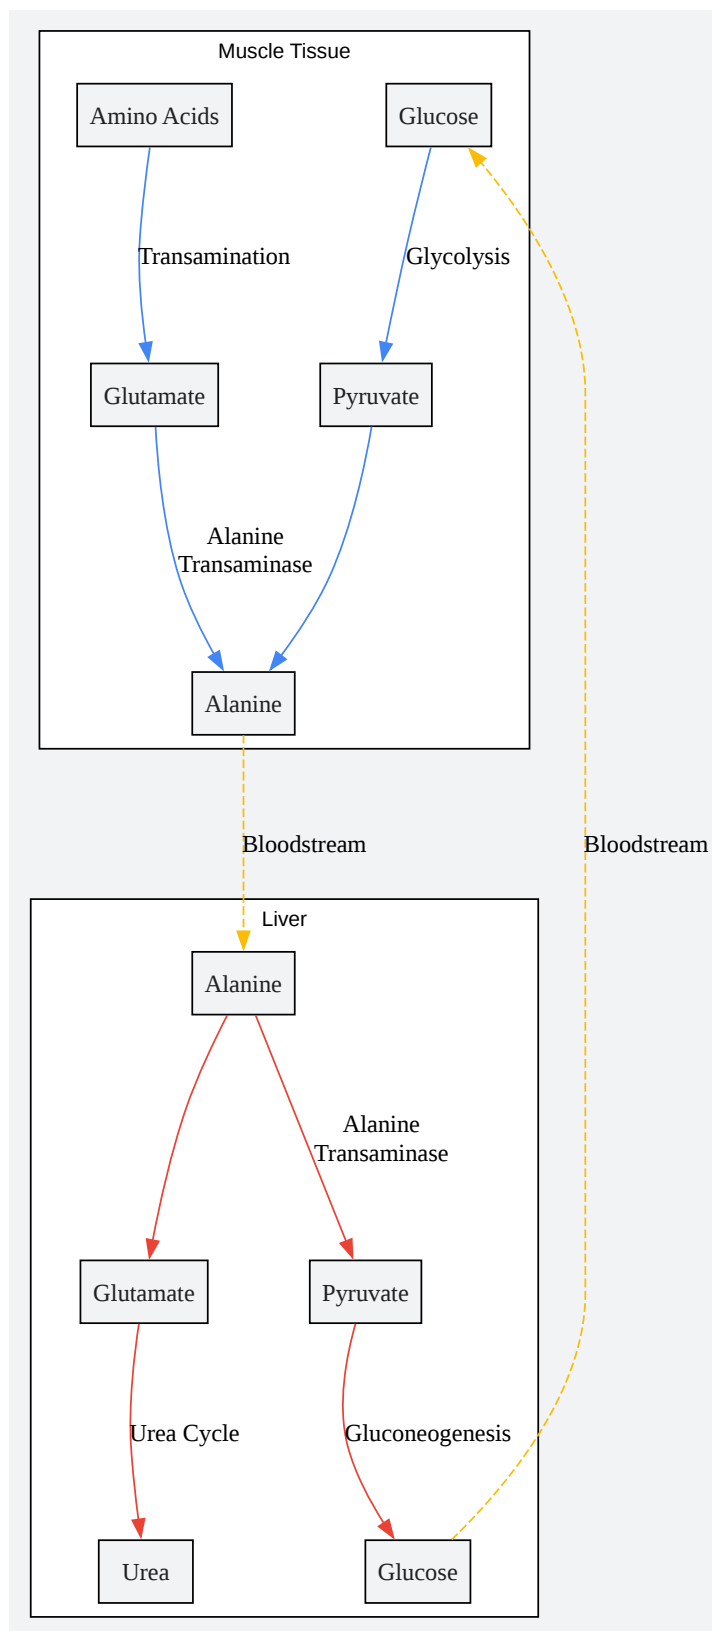 Muscle Tissue
Amino Acids
Glucose
Transamination
Glycolysis
Glutamate
Pyruvate
Alanine
Transaminase
Alanine
Bloodstream
Bloodstream
Liver
Alanine
Alanine
Transaminase
Glutamate
Pyruvate
Urea Cycle
Gluconeogenesis
Urea
Glucose